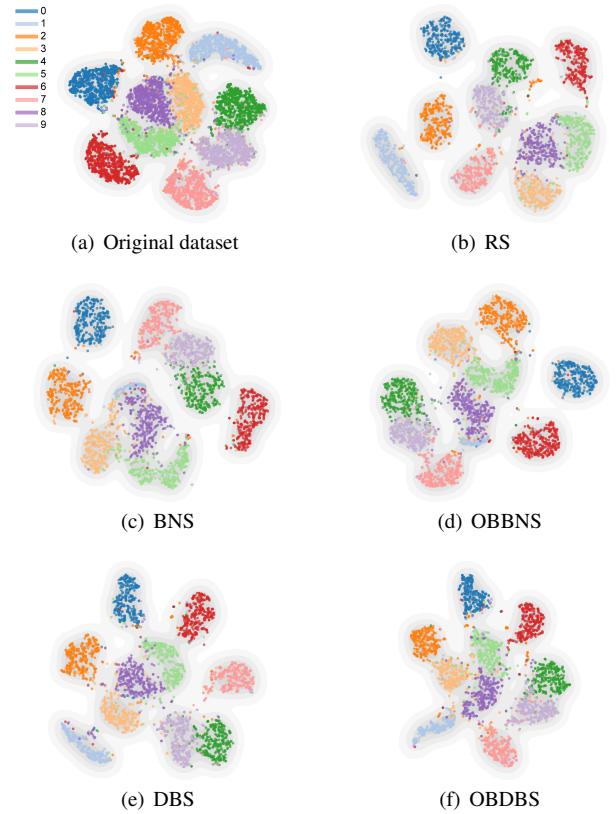 0
1
2
3
4
5
6
7
8
9
(a) Original dataset
(b) RS
(c) BNS
(d) OBBNS
(e) DBS
(f) OBDBS